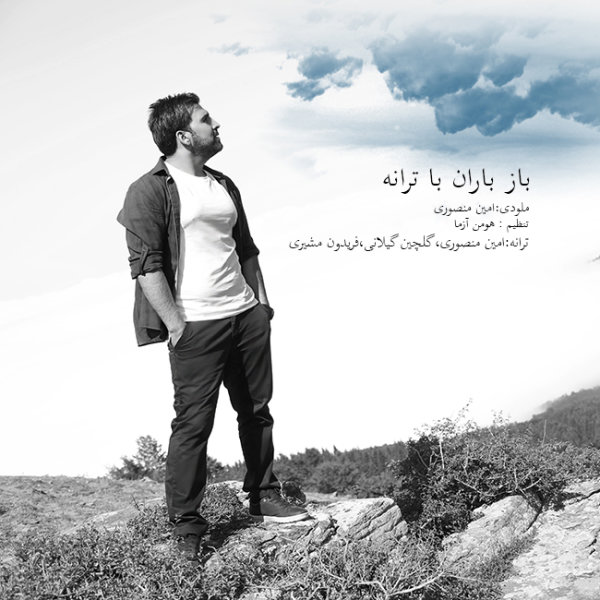 باز باران با ترانه
ملودی:امین منصوری
تنظیم : هومن آزما
ترانه:امین منصوری،گلچین گیلانی،فریدون مشیری